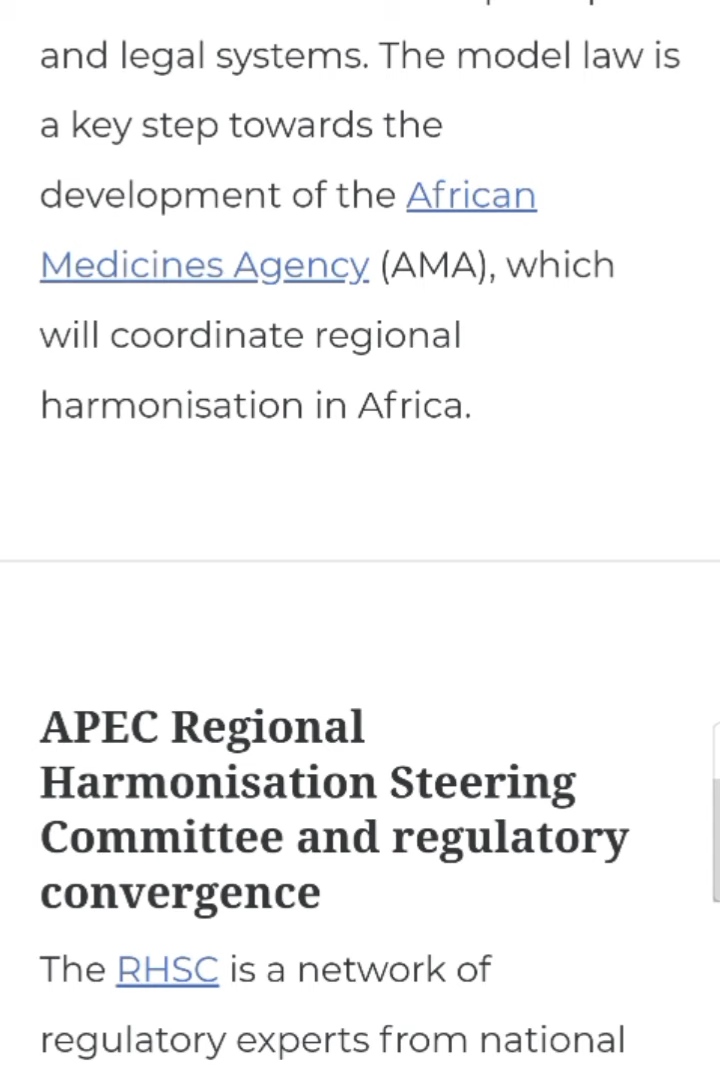 and legal systems. The model law is
a key step towards the
development of the African
Medicines Agency (AMA), which
will coordinate regional
harmonisation in Africa.
APEC Regional
Harmonisation Steering
Committee and regulatory
convergence
The RHSC is a network of
regulatory experts from national